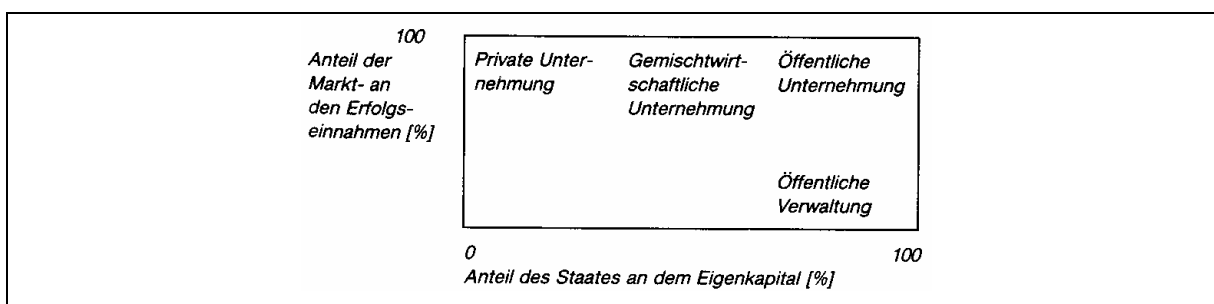 100
Anteil der
Markt- an
den Erfolgs-
einnahmen [%]
Private Unter-
nehmung
Gemischtwirt-
schaftliche
Unternehmung
Öffentliche
Unternehmung
Öffentliche
Verwaltung
0
100
Anteil des Staates an dem Eigenkapital [%]